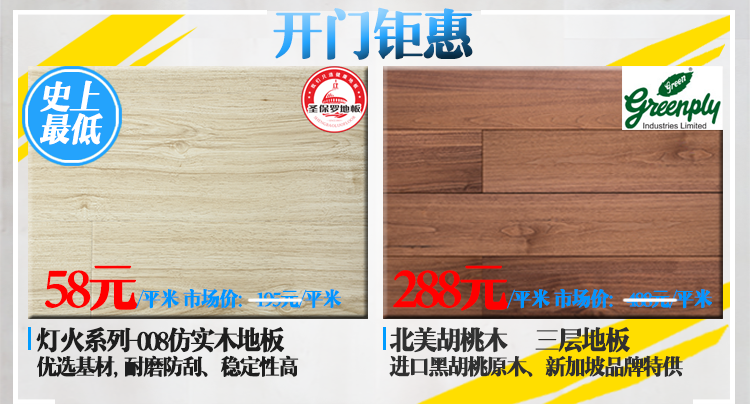 开门钜惠
史上
最低
圣保罗地板
Green
Greenply
Industries Limited
58元/平米 市场价：195元/平米
288元/平米 市场价：
/平米
灯火系列-008仿实木地板
优选基材, 耐磨防刮、稳定性高
北美胡桃木 三层地板
进口黑胡桃原木、新加坡品牌特供